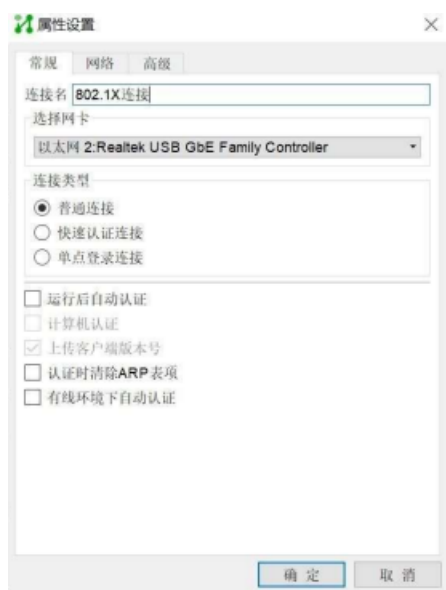 属性设置
常规 网络 高级
连接名 802.1X连接
选择网卡
以太网 2:Realtek USB GbE Family Controller
连接类型
普通连接
快速认证连接
单点登录连接
运行后自动认证
计算机认证
上传客户端版本号
认证时清除ARP表项
有线环境下自动认证
确定 取消